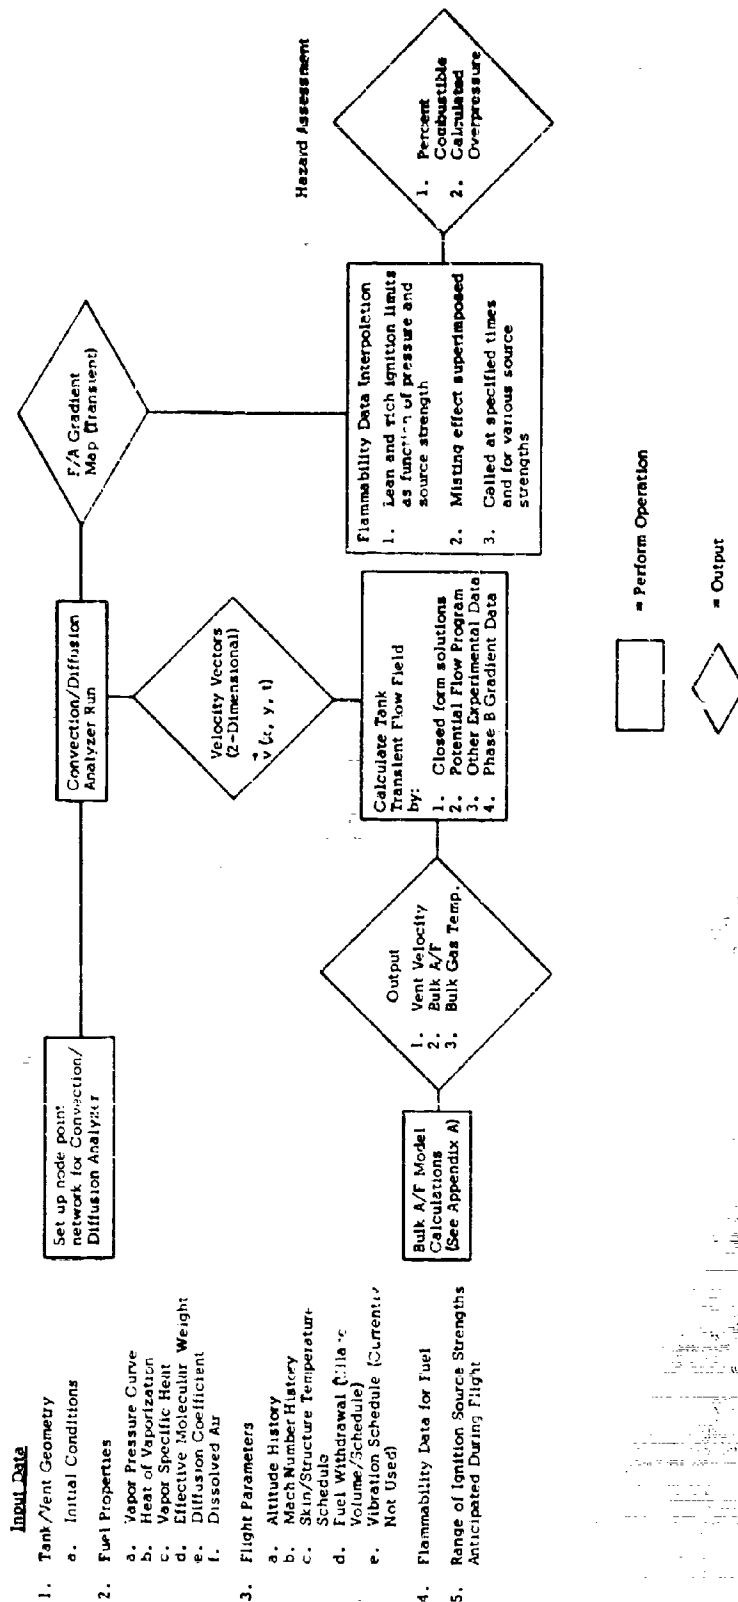 Input Data
1. Tank/Vent Geometry
a. Initial Conditions
2. Fuel Properties
a. Vapor Pressure Curve
b. Heat of Vaporization
c. Vapor Specific Heat
d. Effective Molecular Weight
e. Diffusion Coefficient
f. Dissolved Air
3. Flight Parameters
a. Altitude History
b. Mach Number History
c. Skin/Structure Temperature
Schedule
d. Fuel Withdrawal (Ullage
Volume/Schedule)
e. Vibration Schedule (Currently
Not Used)
4. Flammability Data for Fuel
5. Range of Ignition Source Strengths
Anticipated During Flight
Set up node point
network for Convection/
Diffusion Analyzer
Bulk A/F Model
Calculations
(See Appendix A)
Output
1. Vent Velocity
2. Bulk A/F
3. Bulk Gas Temp.
Convection/Diffusion
Analyzer Run
Velocity Vectors
(2-Dimensional)
v (x, y, t)
Calculate Tank
Transient Flow Field
by:
1. Closed form solutions
2. Potential Flow Program
3. Other Experimental Data
4. Phase B Gradient Data
F/A Gradient
Map (Transient)
Flammability Data Interpolation
1. Lean and rich ignition limits
as function of pressure and
source strength
2. Misting effect superimposed
3. Called at specified times
and for various source
strengths
Hazard Assessment
1. Percent
Combustible
2. Calculated
Overpressure
= Perform Operation
= Output